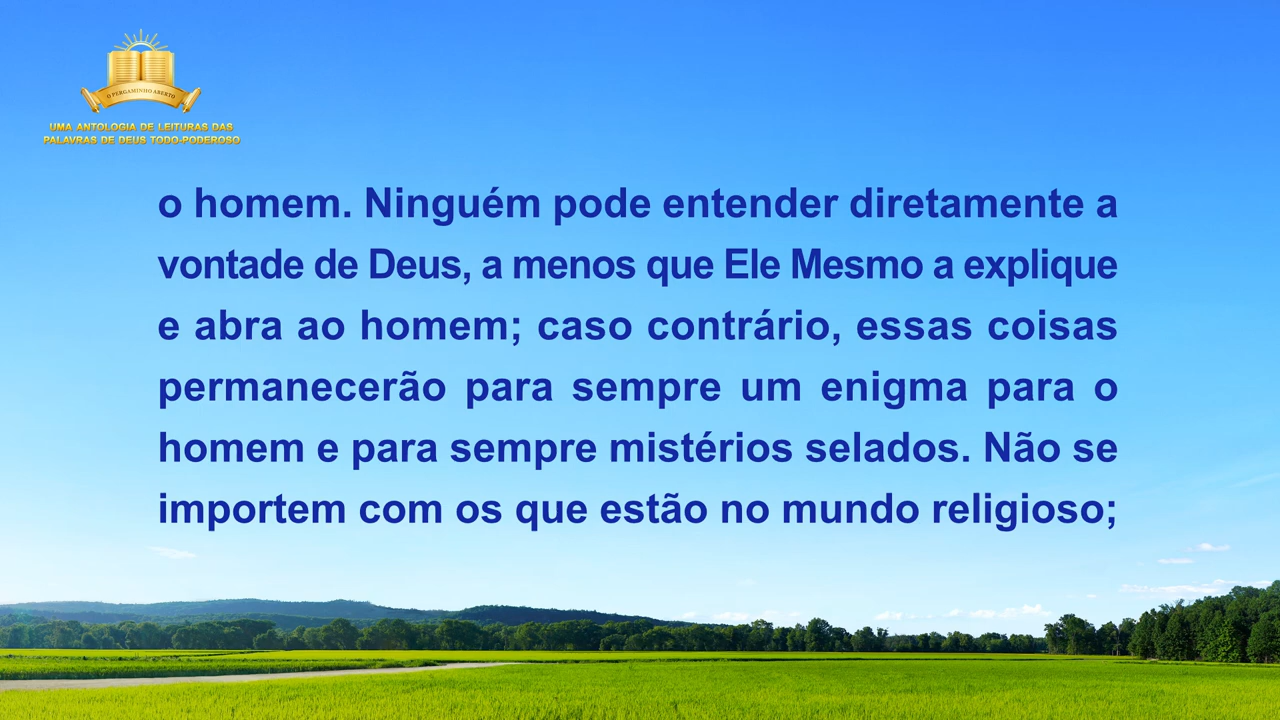 O PERGAMINHO ABERTO
UMA ANTOLOGIA DE LEITURAS DAS
PALAVRAS DE DEUS TODO-PODEROSO
o homem. Ninguém pode entender diretamente a
vontade de Deus, a menos que Ele Mesmo a explique
e abra ao homem; caso contrário, essas coisas
permanecerão para sempre um enigma para o
homem e para sempre mistérios selados. Não se
importem com os que estão no mundo religioso;